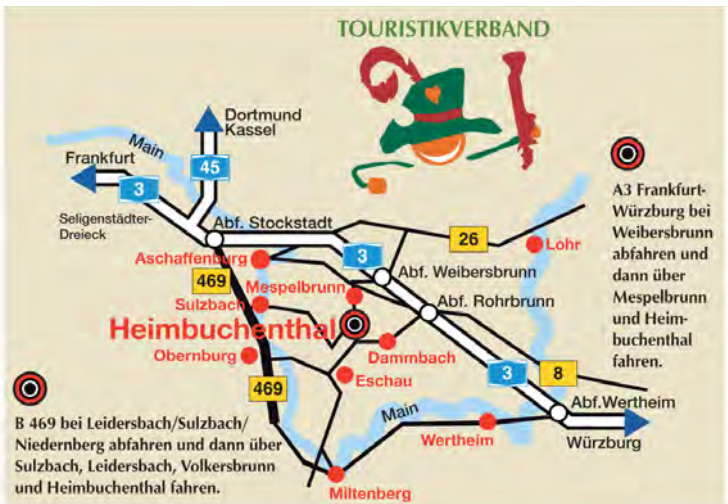 TOURISTIKVERBAND
Dortmund
Kassel
Main
Frankfurt
45
3
Seligenstädter-
Dreieck
Abf. Stockstadt
26
Lohr
A3 Frankfurt-
Würzburg bei
Weibersbrunn
abfahren und
dann über
Mespelbrunn
und Heim-
buchenthal
fahren.
Aschaffenburg
3
Abf. Weibersbrunn
469
Mespelbrunn
Sulzbach
Abf. Rohrbrunn
Heimbuchenthal
Obernburg
Dammbach
3
8
469
Eschau
Abf.Wertheim
Main
Wertheim
Würzburg
Miltenberg
B 469 bei Leidersbach/Sulzbach/
Niedernberg abfahren und dann über
Sulzbach, Leidersbach, Volkersbrunn
und Heimbuchenthal fahren.